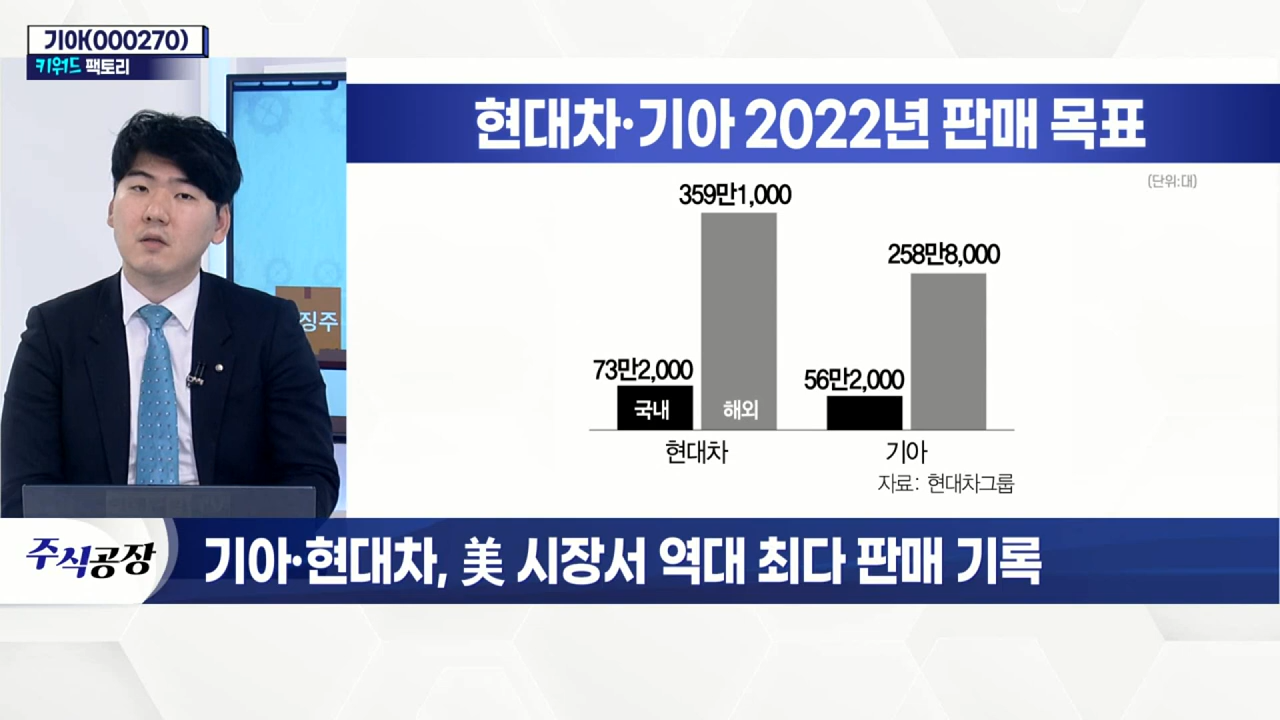 기아(000270)
키워드 팩토리
징주
현대차·기아 2022년 판매 목표
(단위:대)
359만1,000
258만8,000
73만2,000
56만2,000
국내
해외
현대차
기아
자료: 현대차그룹
주식공장
기아·현대차, 美 시장서 역대 최다 판매 기록